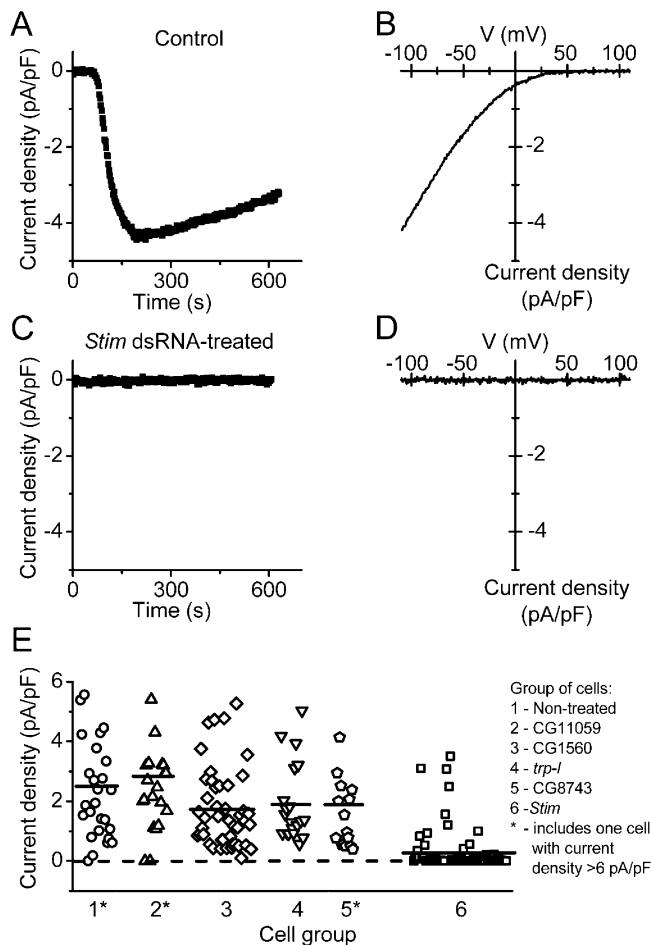 A
Control
Current density (pA/pF)
0
-2
-4
0
300
600
Time (s)
B
V (mV)
-100
-50
0
50
100
-2
-4
Current density
(pA/pF)
C
Stim dsRNA-treated
Current density (pA/pF)
0
-2
-4
0
300
600
Time (s)
D
V (mV)
-100
-50
0
50
100
-2
-4
Current density
(pA/pF)
E
Current density (pA/pF)
6
4
2
0
1*
2*
3
4
5*
6
Cell group
Group of cells:
1 - Non-treated
2 - CG11059
3 - CG1560
4 - trp-l
5 - CG8743
6 - Stim
* - includes one cell
with current
density >6 pA/pF